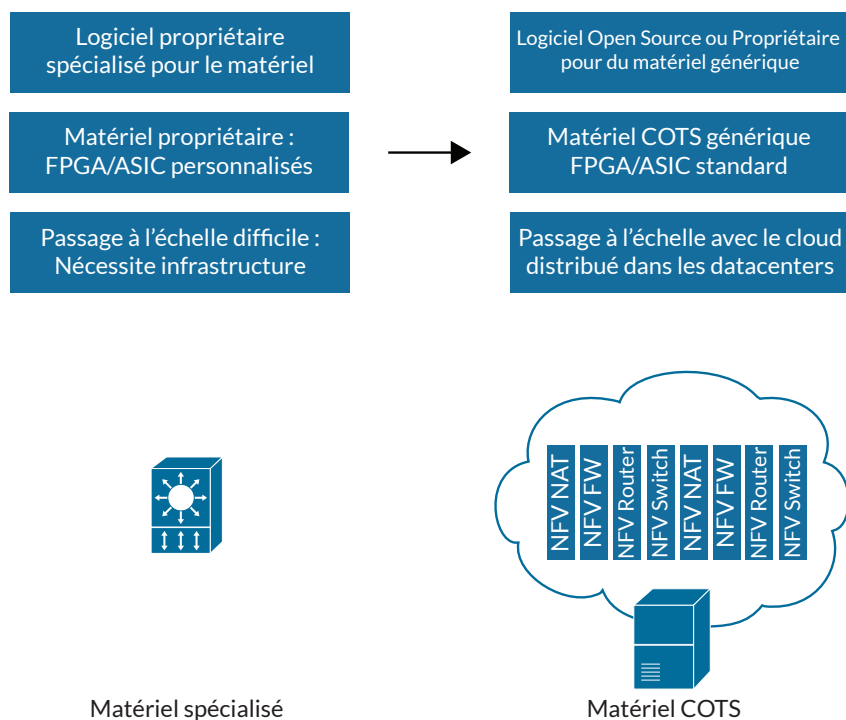 Logiciel propriétaire
spécialisé pour le matériel
Logiciel Open Source ou Propriétaire
pour du matériel générique
Matériel propriétaire :
FPGA/ASIC personnalisés
Matériel COTS générique
FPGA/ASIC standard
Passage à l’échelle difficile :
Nécessite infrastructure
Passage à l’échelle avec le cloud
distribué dans les datacenters
NFV NAT
NFV FW
NFV Router
NFV Switch
NFV NAT
NFV FW
NFV Router
NFV Switch
Matériel spécialisé
Matériel COTS